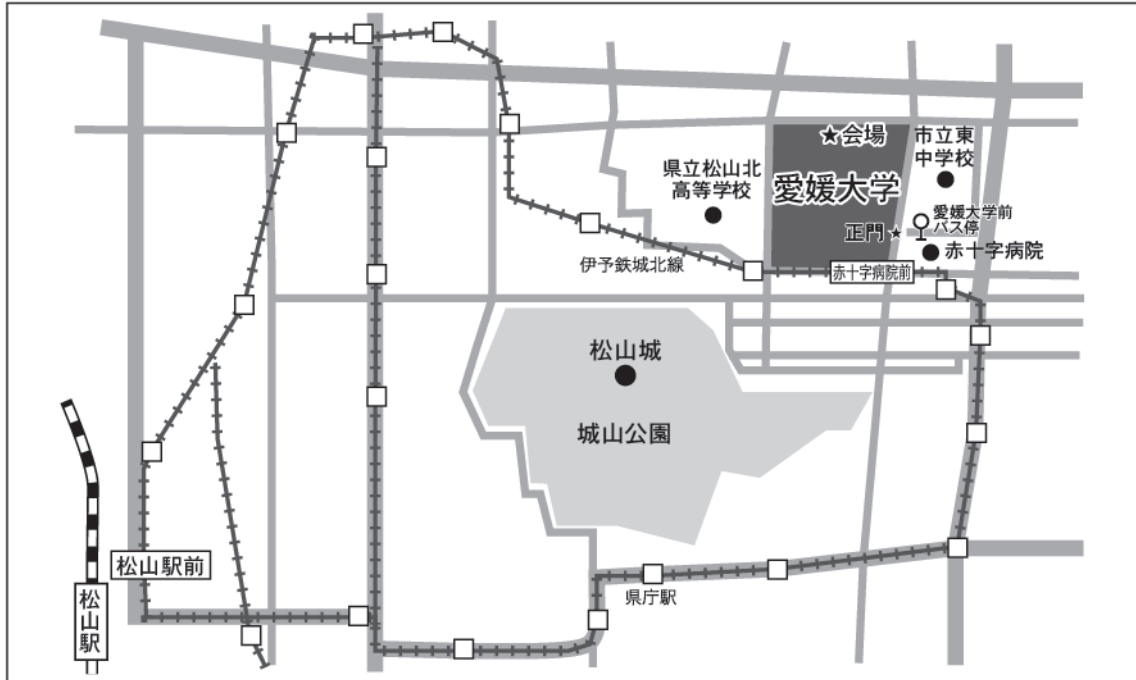 ★会場
市立東
中学校
県立松山北
高等学校
愛媛大学
愛媛大学前
バス停
正門★
赤十字病院
伊予鉄城北線
赤十字病院前
松山城
城山公園
松山駅前
県庁駅
松山駅